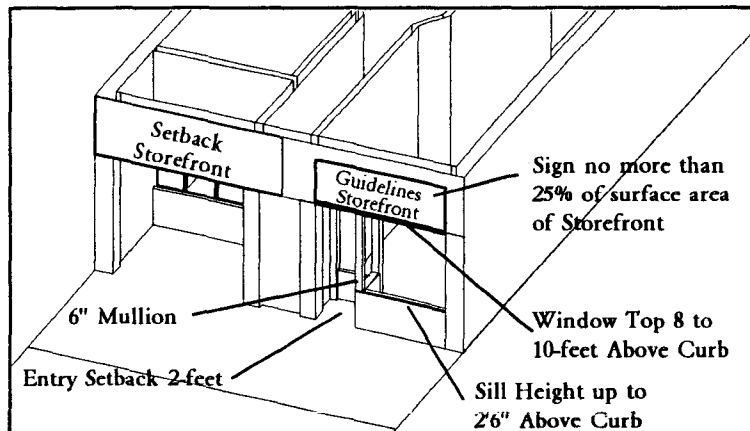 Setback
Storefront
Guidelines
Storefront
Sign no more than
25% of surface area
of Storefront
6" Mullion
Window Top 8 to
10-feet Above Curb
Entry Setback 2-feet
Sill Height up to
2'6" Above Curb